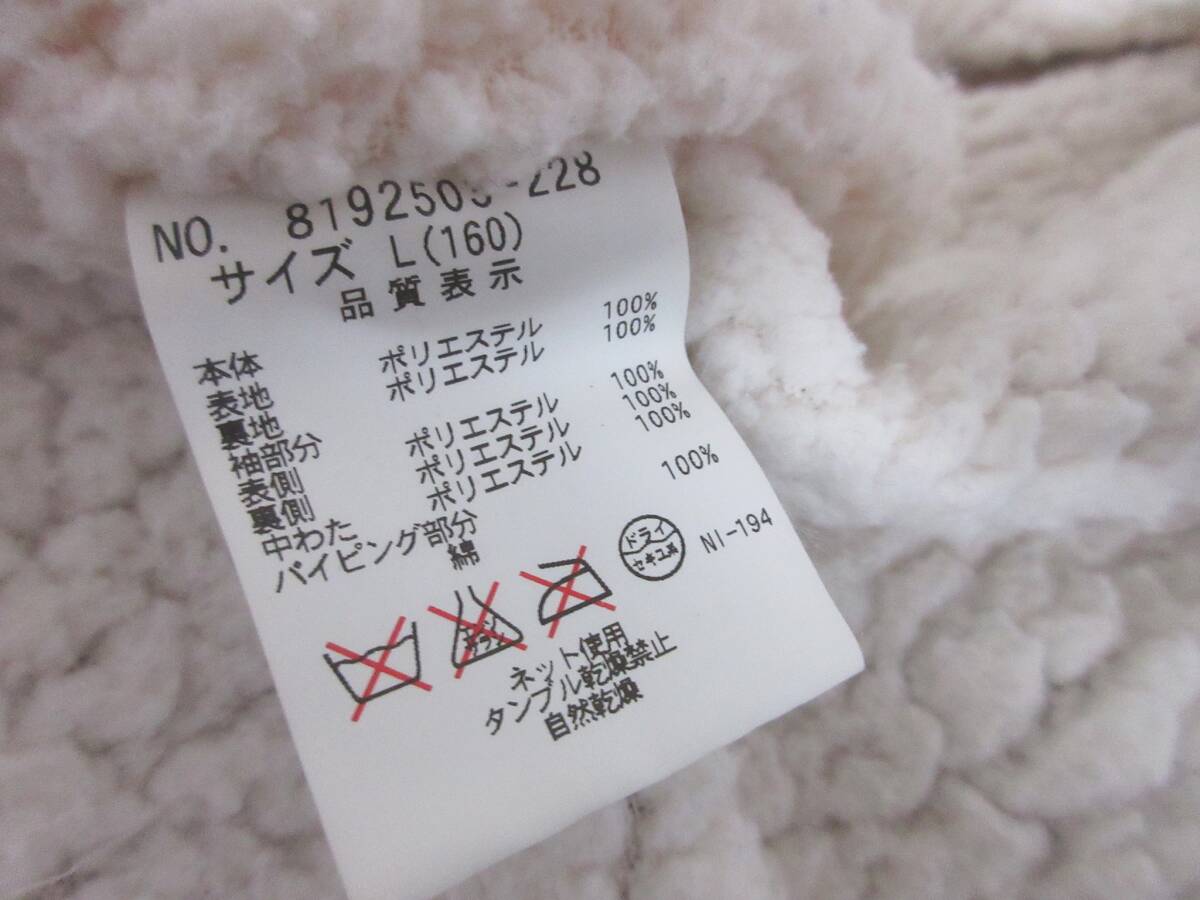 NO. 819250 -228
サイズ L(160)
品質表示
本体
表地 ポリエステル 100%
裏地 ポリエステル 100%
袖部分
表側 ポリエステル 100%
裏側 ポリエステル 100%
中わた ポリエステル 100%
パイピング部分
綿 100%
ドライ
セキユ系
NI-194
ネット使用
タンブル乾燥禁止
自然乾燥